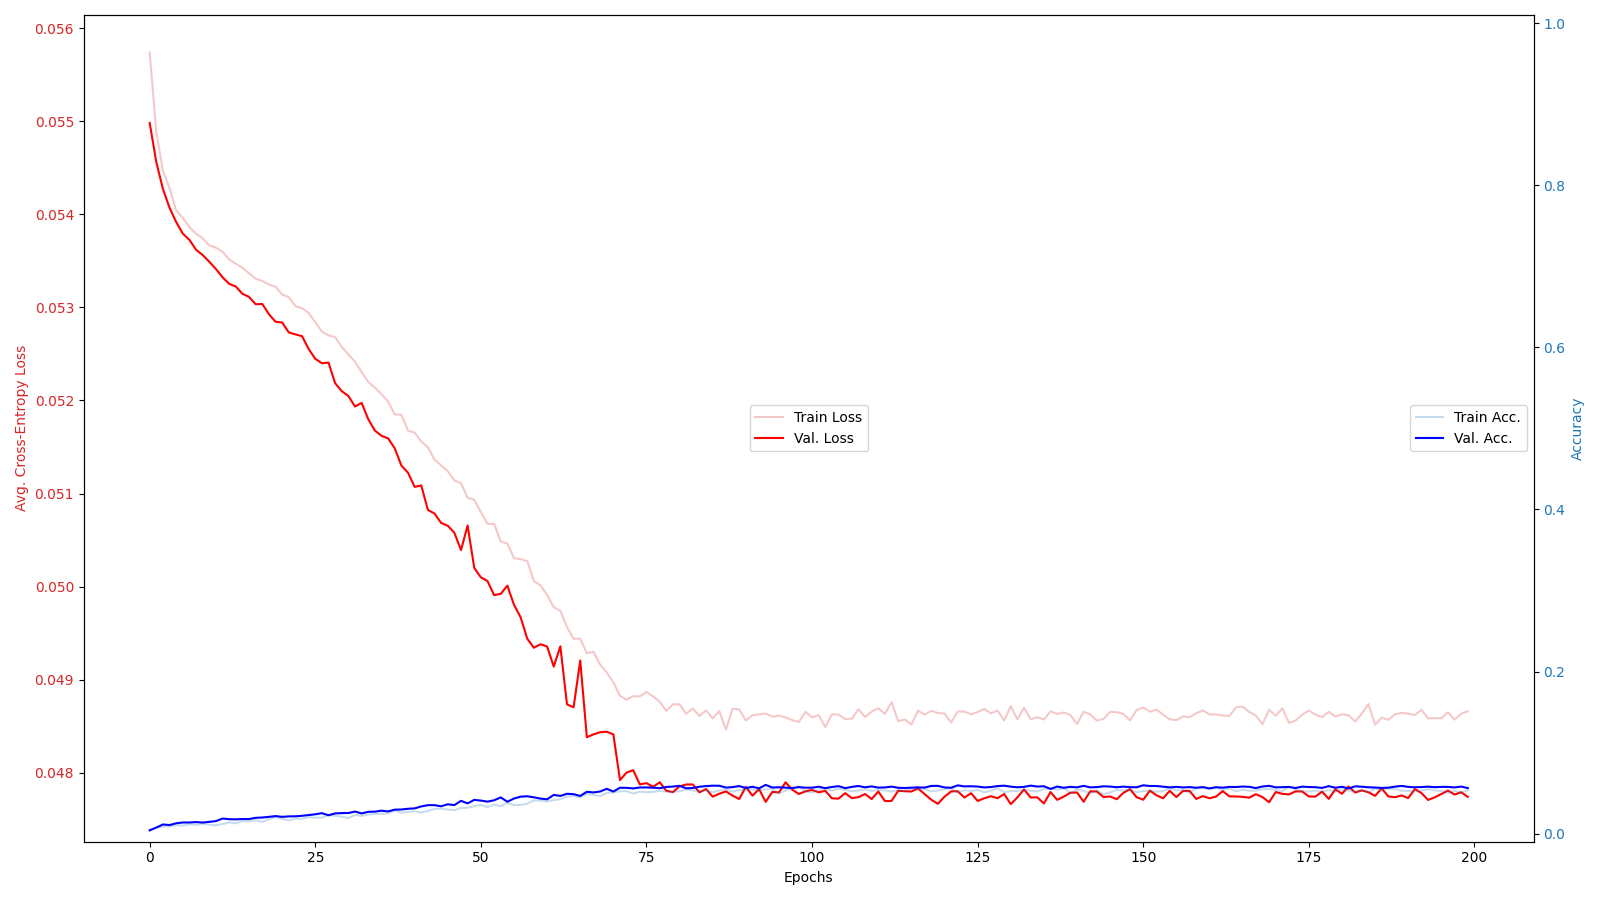 0.056
0.055
0.054
0.053
0.052
0.051
0.050
0.049
0.048
Avg. Cross-Entropy Loss
Train Loss
Val. Loss
Train Acc.
Val. Acc.
1.0
0.8
0.6
0.4
0.2
0.0
Accuracy
0 25 50 75 100 125 150 175 200
Epochs